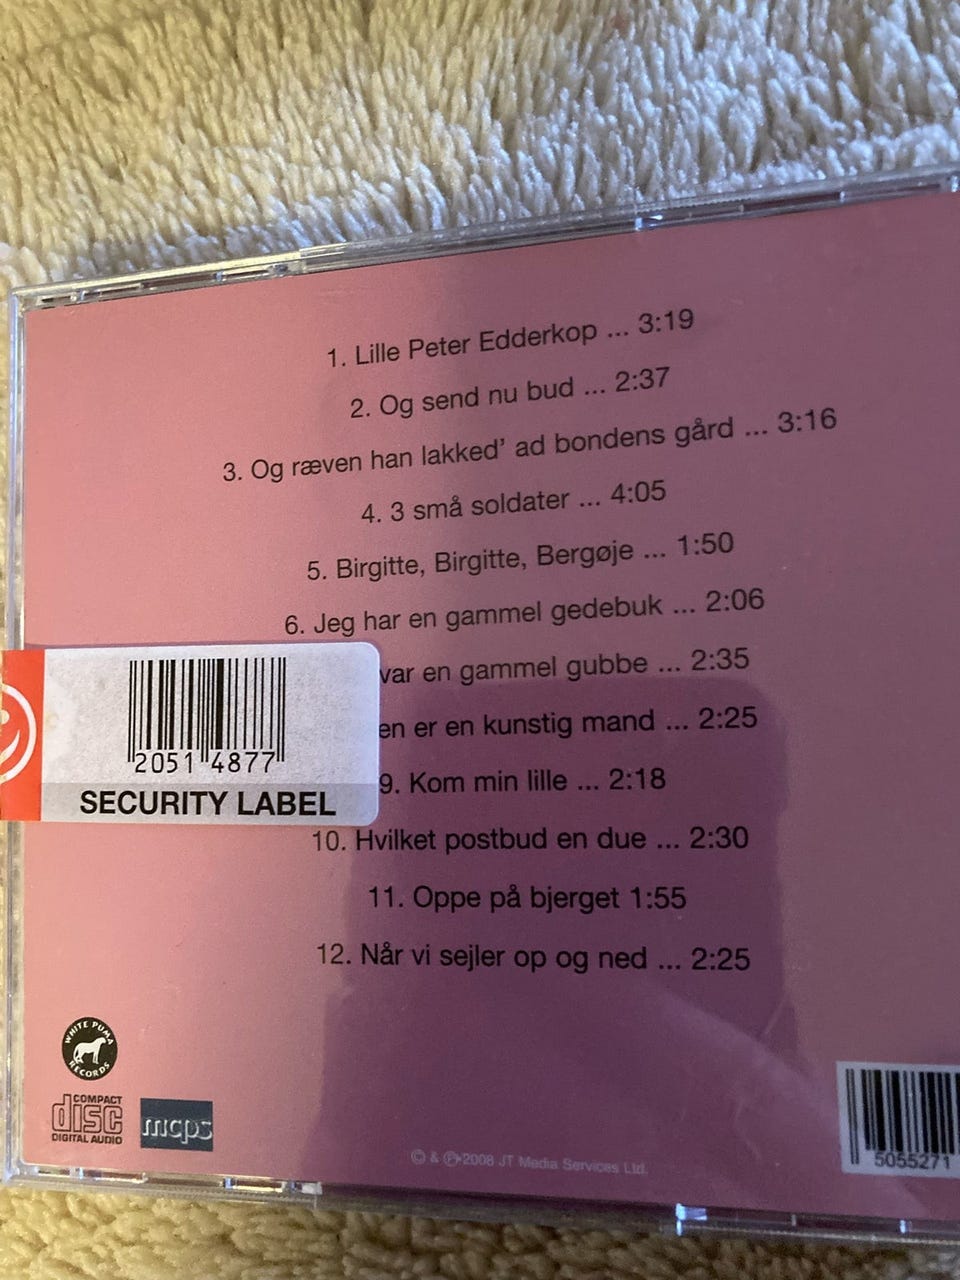 1. Lille Peter Edderkop ... 3:19
2. Og send nu bud ... 2:37
3. Og ræven han lakked’ ad bondens gård ... 3:16
4. 3 små soldater ... 4:05
5. Birgitte, Birgitte, Bergøje ... 1:50
6. Jeg har en gammel gedebuk ... 2:06
var en gammel gubbe ... 2:35
en er en kunstig mand ... 2:25
9. Kom min lille ... 2:18
10. Hvilket postbud en due ... 2:30
11. Oppe på bjerget 1:55
12. Når vi sejler op og ned ... 2:25
20514877
SECURITY LABEL
WHITE PUMA
RECORDS
COMPACT
disc
DIGITAL AUDIO
mcps
© & ℗ 2008 JT Media Services Ltd.
5055271